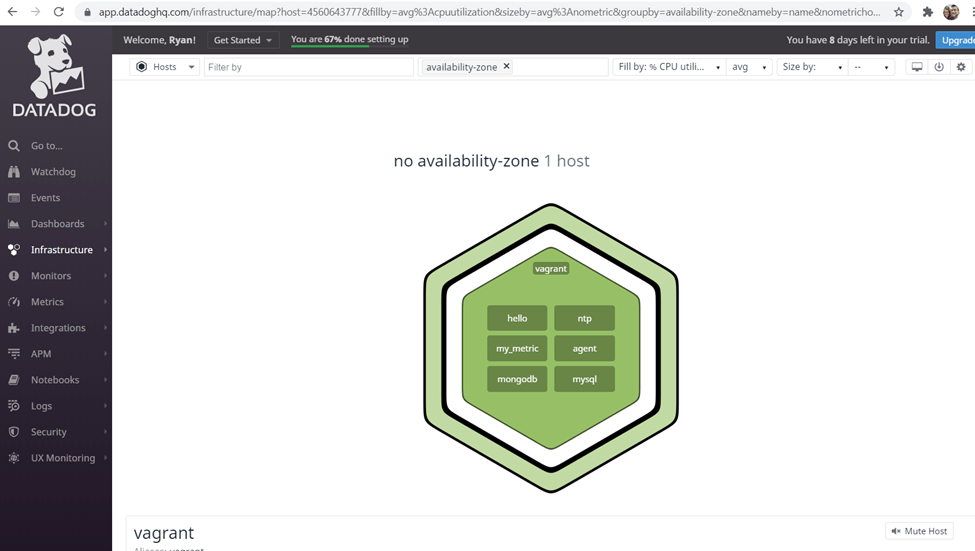 app.datadoghq.com/infrastructure/map?host=4560643777&fillby=avg%3Acpuutilization&sizeby=avg%3Anometric&groupby=availability-zone&nameby=name&nometricho...
DATADOG
Welcome, Ryan! Get Started You are 67% done setting up You have 8 days left in your trial. Upgrade
Hosts Filter by availability-zone × Fill by: % CPU utili... avg Size by: --
Go to...
Watchdog
Events
Dashboards
Infrastructure
Monitors
Metrics
Integrations
APM
Notebooks
Logs
Security
UX Monitoring
no availability-zone 1 host
vagrant
hello ntp
my_metric agent
mongodb mysql
vagrant Mute Host